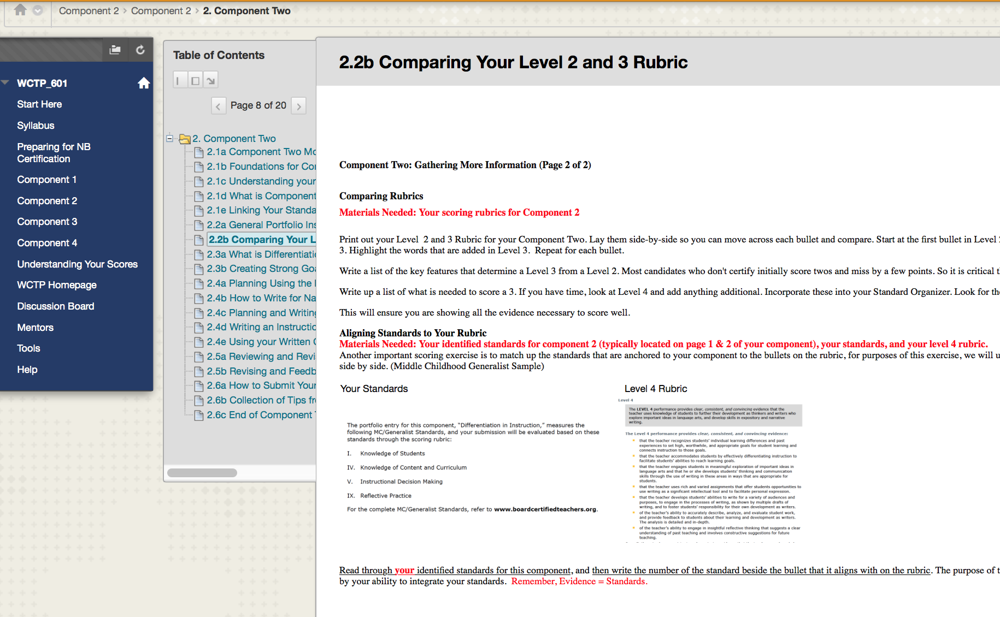 Component 2 > Component 2 > 2. Component Two
WCTP_601
Start Here
Syllabus
Preparing for NB
Certification
Component 1
Component 2
Component 3
Component 4
Understanding Your Scores
WCTP Homepage
Discussion Board
Mentors
Tools
Help
Table of Contents
Page 8 of 20
2. Component Two
2.1a Component Two Mo
2.1b Foundations for Co
2.1c Understanding your
2.1d What is Component
2.1e Linking Your Standa
2.2a General Portfolio Ins
2.2b Comparing Your L
2.3a What is Differentiati
2.3b Creating Strong Goa
2.4a Planning Using the
2.4b How to Write for Na
2.4c Planning and Writing
2.4d Writing an Instructio
2.4e Using your Written
2.5a Reviewing and Revi
2.5b Revising and Feedb
2.6a How to Submit Your
2.6b Collection of Tips fr
2.6c End of Component
2.2b Comparing Your Level 2 and 3 Rubric
Component Two: Gathering More Information (Page 2 of 2)
Comparing Rubrics
Materials Needed: Your scoring rubrics for Component 2
Print out your Level 2 and 3 Rubric for your Component Two. Lay them side-by-side so you can move across each bullet and compare. Start at the first bullet in Level
3. Highlight the words that are added in Level 3. Repeat for each bullet.
Write a list of the key features that determine a Level 3 from a Level 2. Most candidates who don't certify initially score twos and miss by a few points. So it is critical
Write up a list of what is needed to score a 3. If you have time, look at Level 4 and add anything additional. Incorporate these into your Standard Organizer. Look for
This will ensure you are showing all the evidence necessary to score well.
Aligning Standards to Your Rubric
Materials Needed: Your identified standards for component 2 (typically located on page 1 & 2 of your component), your standards, and your level 4 rubric.
Another important scoring exercise is to match up the standards that are anchored to your component to the bullets on the rubric, for purposes of this exercise, we will u
side by side. (Middle Childhood Generalist Sample)
Your Standards
The portfolio entry for this component, "Differentiation in Instruction," measures the
following MC/Generalist Standards, and your submission will be evaluated based on these
standards through the scoring rubric:
I. Knowledge of Students
IV. Knowledge of Content and Curriculum
V. Instructional Decision Making
IX. Reflective Practice
For the complete MC/Generalist Standards, refer to www.boardcertifiedteachers.org.
Level 4 Rubric
Level 4
The LEVEL 4 performance provides clear, consistent, and convincing evidence that the
teacher uses knowledge of students to further their development as thinkers and writers who
explore important ideas in language arts, and develop skills in expository and narrative
writing.
The Level 4 performance provides clear, consistent, and convincing evidence:
that the teacher recognizes students' individual learning differences and past
experiences to set high, worthwhile, and appropriate goals for student learning and
connects instruction to those goals.
that the teacher accommodates students by effectively differentiating instruction to
facilitate students' abilities to reach learning goals.
that the teacher engages students in meaningful exploration of important ideas in
language arts and that he or she develops students' thinking and communication
skills through the use of writing in these areas in ways that are appropriate for
students.
that the teacher uses rich and varied assignments that offer students opportunities to
use writing as a significant intellectual tool and to facilitate personal expression.
that the teacher develops students' abilities to write for a variety of audiences and
purposes, to engage in the processes of writing, as shown by multiple drafts of
writing, and to foster students' responsibility for their own development as writers.
of the teacher's ability to accurately describe, analyze, and evaluate student work,
and provide feedback to students about their learning and development as writers.
The analysis is detailed and in-depth.
of the teacher's ability to engage in insightful reflective thinking that suggests a clear
understanding of past teaching and involves constructive suggestions for future
teaching.
Read through your identified standards for this component, and then write the number of the standard beside the bullet that it aligns with on the rubric. The purpose of
by your ability to integrate your standards. Remember, Evidence = Standards.